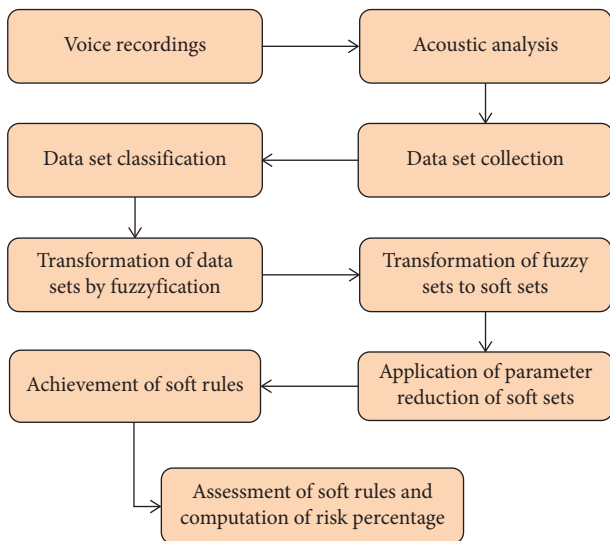 Voice recordings
Acoustic analysis
Data set classification
Data set collection
Transformation of data
sets by fuzzyfication
Transformation of fuzzy
sets to soft sets
Achievement of soft rules
Application of parameter
reduction of soft sets
Assessment of soft rules and
computation of risk percentage